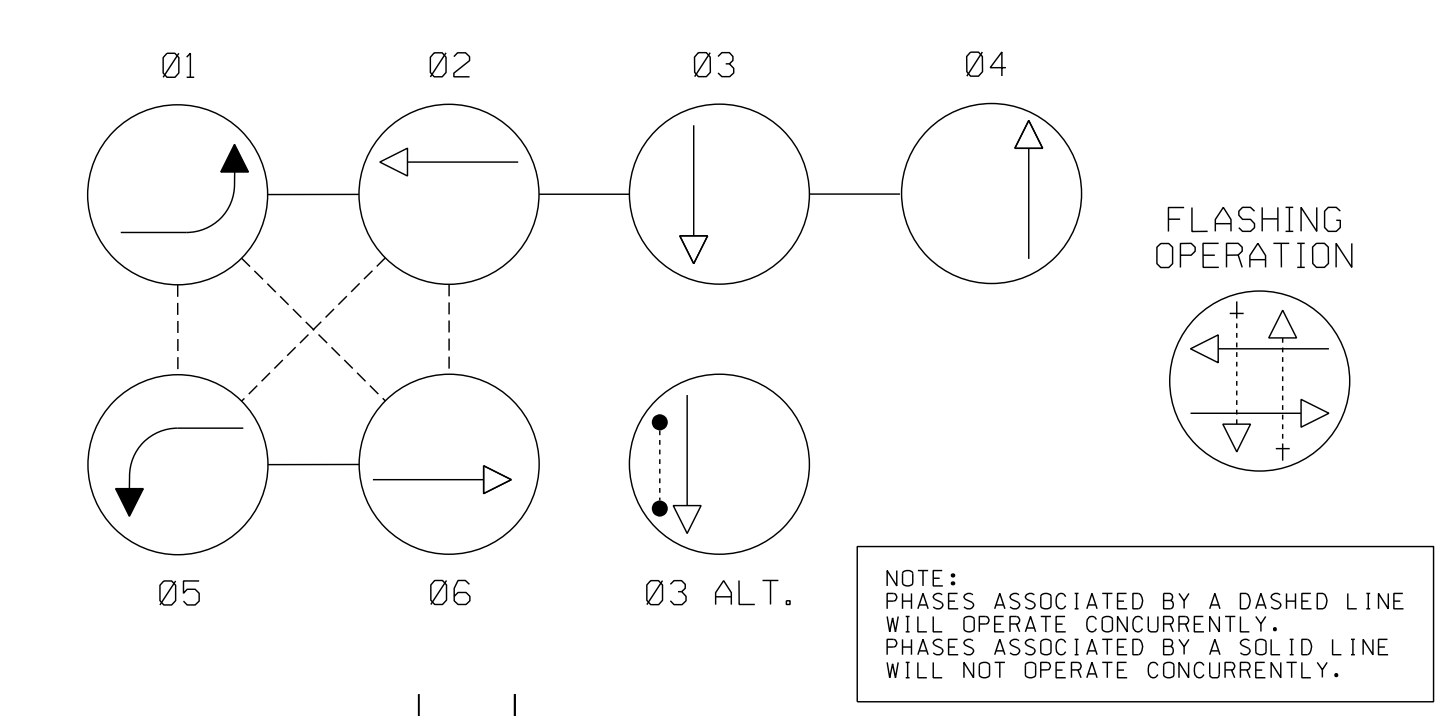 Ø1
Ø2
Ø3
Ø4
FLASHING
OPERATION
Ø5
Ø6
Ø3 ALT.
NOTE:
PHASES ASSOCIATED BY A DASHED LINE
WILL OPERATE CONCURRENTLY.
PHASES ASSOCIATED BY A SOLID LINE
WILL NOT OPERATE CONCURRENTLY.